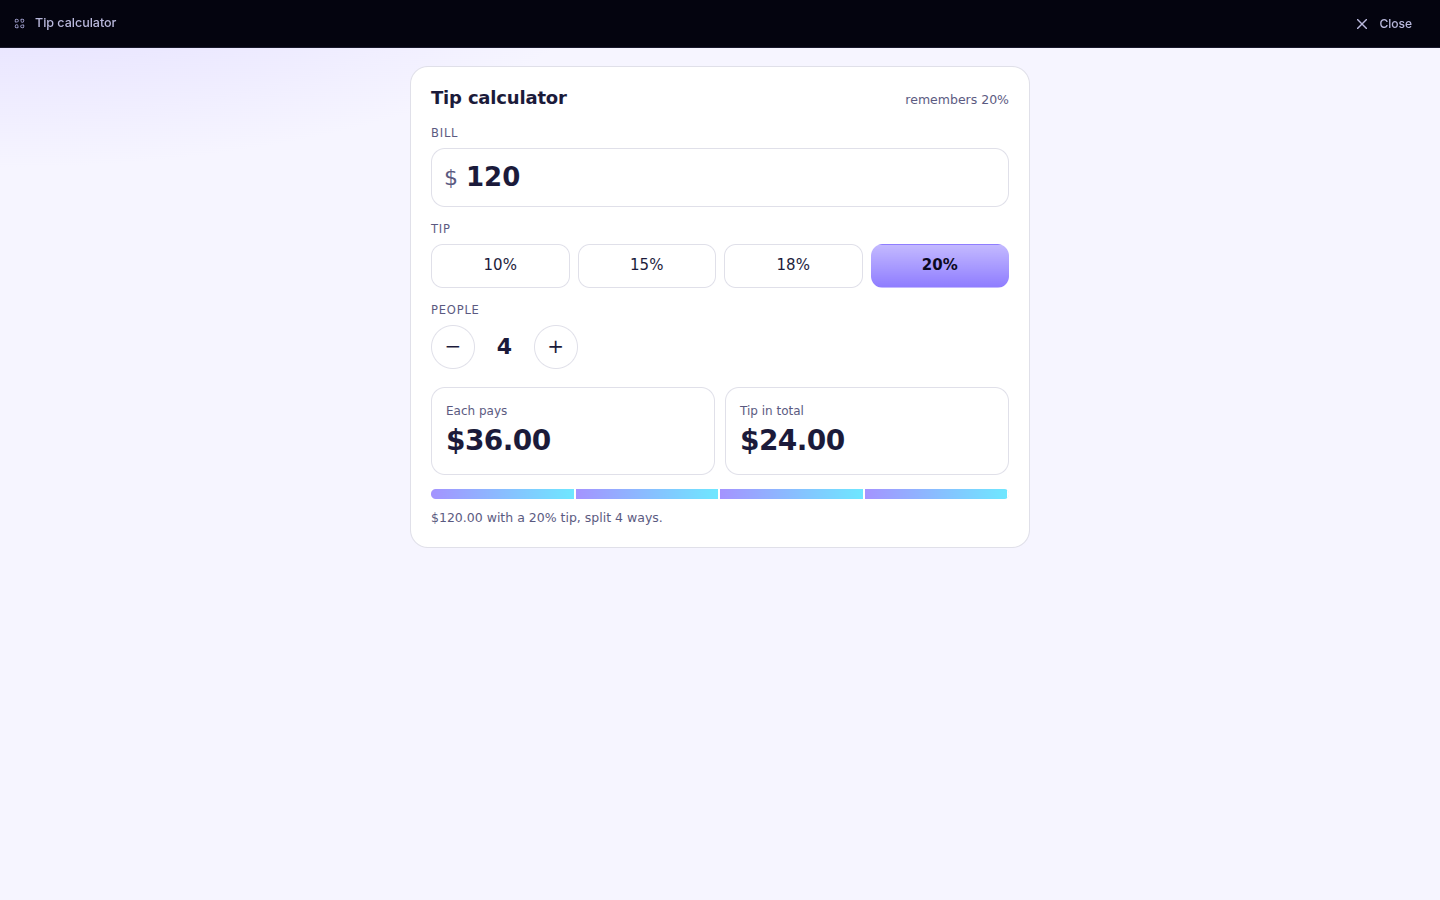 Tip calculator
Close
Tip calculator
remembers 20%
BILL
$ 120
TIP
10% 15% 18% 20%
PEOPLE
− 4 +
Each pays
$36.00
Tip in total
$24.00
$120.00 with a 20% tip, split 4 ways.